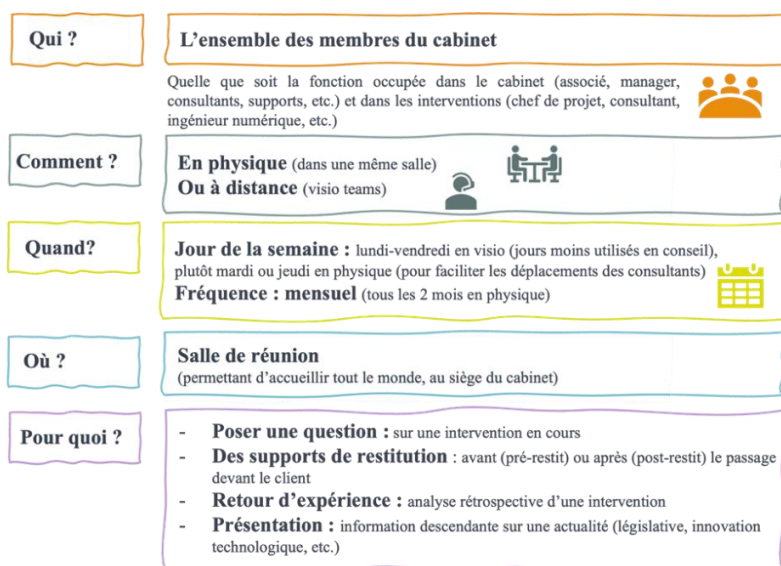 Qui ?
L'ensemble des membres du cabinet
Quelle que soit la fonction occupée dans le cabinet (associé, manager,
consultants, supports, etc.) et dans les interventions (chef de projet, consultant,
ingénieur numérique, etc.)
Comment ?
En physique (dans une même salle)
Ou à distance (visio teams)
Quand?
Jour de la semaine : lundi-vendredi en visio (jours moins utilisés en conseil),
plutôt mardi ou jeudi en physique (pour faciliter les déplacements des consultants)
Fréquence : mensuel (tous les 2 mois en physique)
Où ?
Salle de réunion
(permettant d'accueillir tout le monde, au siège du cabinet)
Pour quoi ?
- Poser une question : sur une intervention en cours
- Des supports de restitution : avant (pré-restit) ou après (post-restit) le passage
devant le client
- Retour d'expérience : analyse rétrospective d'une intervention
- Présentation : information descendante sur une actualité (législative, innovation
technologique, etc.)